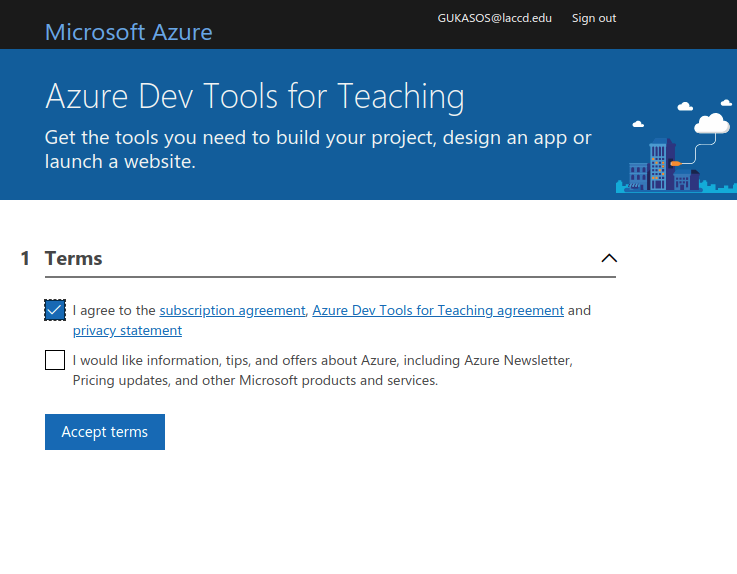 GUKASOS@laccd.edu Sign out
Microsoft Azure
Azure Dev Tools for Teaching
Get the tools you need to build your project, design an app or
launch a website.
1 Terms
I agree to the subscription agreement, Azure Dev Tools for Teaching agreement and
privacy statement
I would like information, tips, and offers about Azure, including Azure Newsletter,
Pricing updates, and other Microsoft products and services.
Accept terms